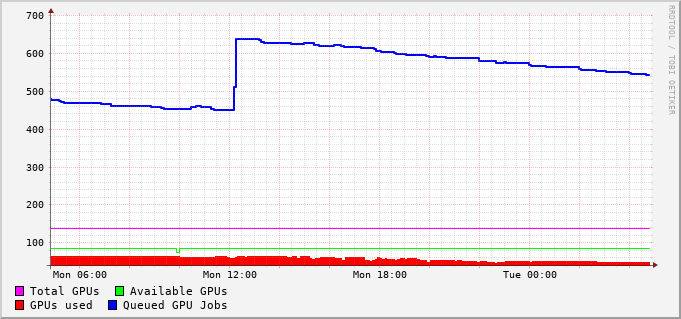 700
600
500
400
300
200
100
Mon 06:00 Mon 12:00 Mon 18:00 Tue 00:00
Total GPUs Available GPUs
GPUs used Queued GPU Jobs
RRDTOOL / TOBI OETIKER